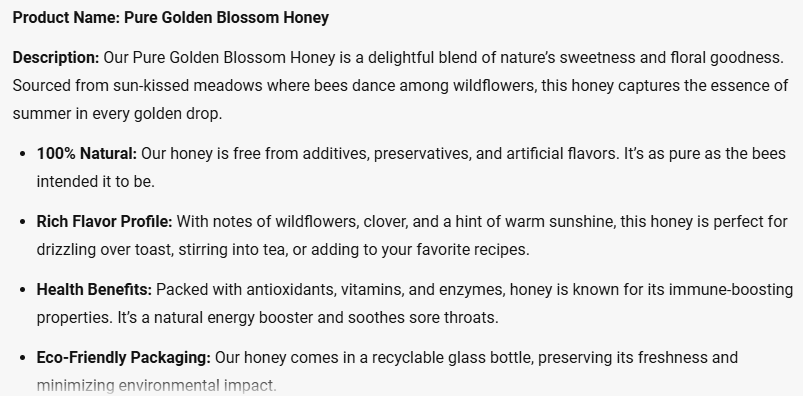 Product Name: Pure Golden Blossom Honey
Description: Our Pure Golden Blossom Honey is a delightful blend of nature’s sweetness and floral goodness.
Sourced from sun-kissed meadows where bees dance among wildflowers, this honey captures the essence of
summer in every golden drop.
• 100% Natural: Our honey is free from additives, preservatives, and artificial flavors. It’s as pure as the bees
intended it to be.
• Rich Flavor Profile: With notes of wildflowers, clover, and a hint of warm sunshine, this honey is perfect for
drizzling over toast, stirring into tea, or adding to your favorite recipes.
• Health Benefits: Packed with antioxidants, vitamins, and enzymes, honey is known for its immune-boosting
properties. It’s a natural energy booster and soothes sore throats.
• Eco-Friendly Packaging: Our honey comes in a recyclable glass bottle, preserving its freshness and
minimizing environmental impact.